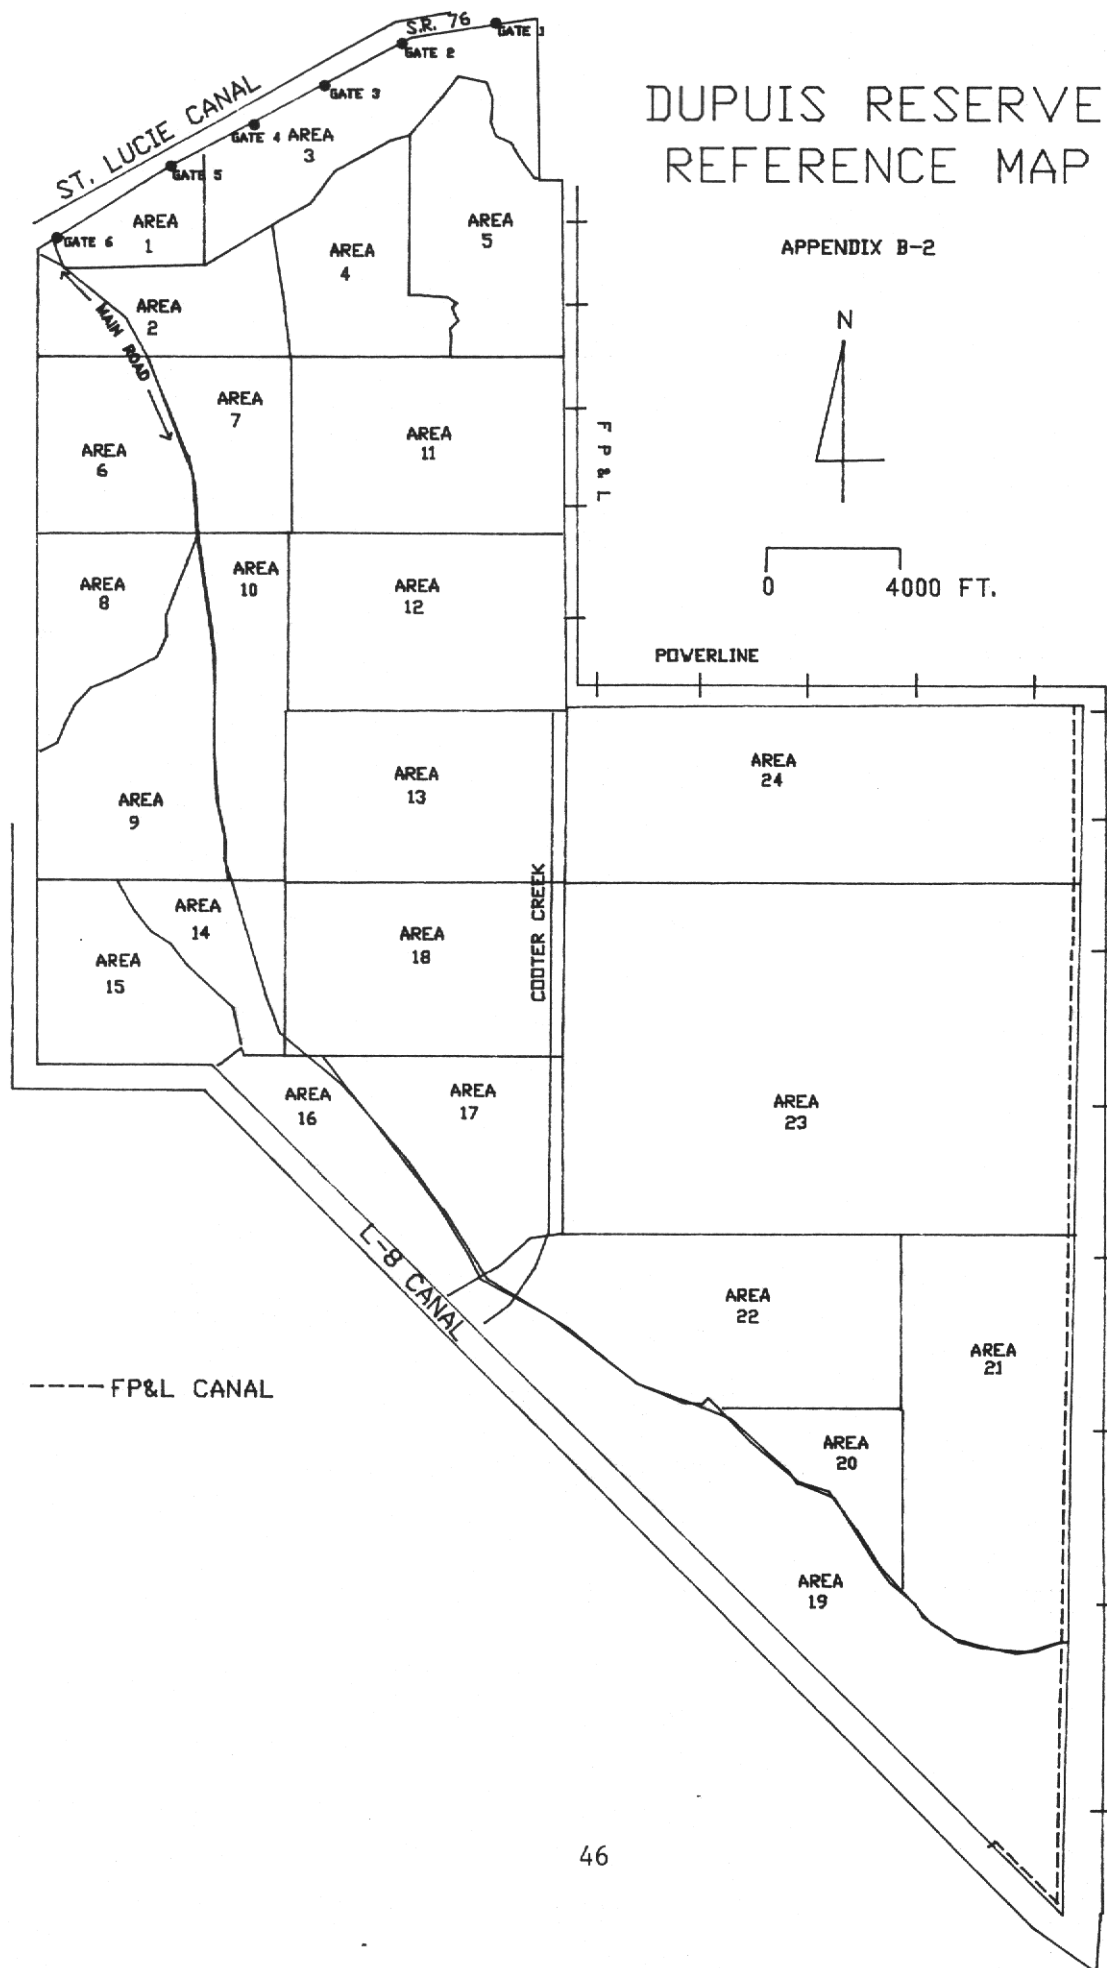 S.R. 76
GATE 1
GATE 2
GATE 3
GATE 4
GATE 5
GATE 6
ST. LUCIE CANAL
DUPUIS RESERVE
REFERENCE MAP
APPENDIX B-2
N
0 4000 FT.
AREA
3
AREA
1
AREA
5
AREA
4
AREA
2
MAIN ROAD
AREA
7
AREA
6
AREA
11
F P & L
AREA
8
AREA
10
AREA
12
POWERLINE
AREA
13
AREA
24
AREA
9
COOTER CREEK
AREA
14
AREA
18
AREA
15
AREA
16
AREA
17
AREA
23
L-8 CANAL
AREA
22
AREA
21
FP&L CANAL
AREA
20
AREA
19
46